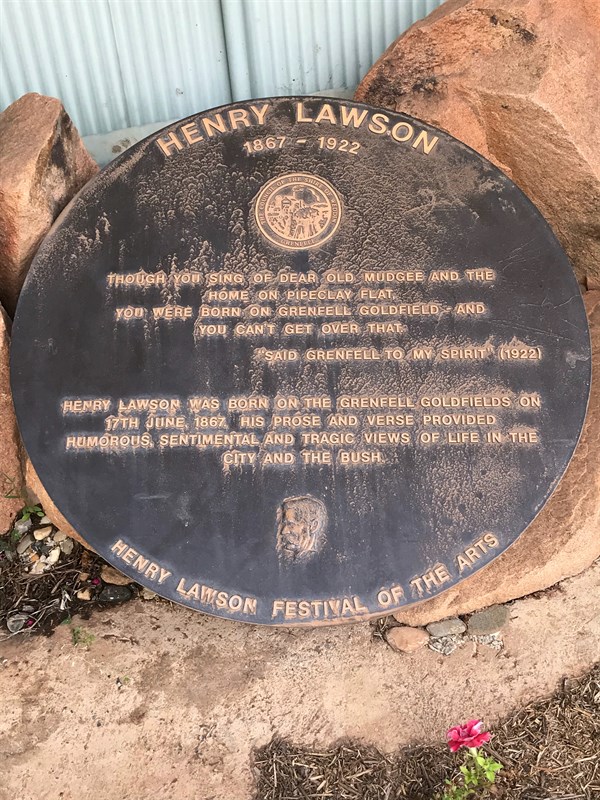 HENRY LAWSON
1867 - 1922
GRENFELL
THOUGH YOU SING OF DEAR OLD MUDGEE AND THE
HOME ON PIPECLAY FLAT,
YOU WERE BORN ON GRENFELL GOLDFIELD - AND
YOU CAN'T GET OVER THAT.
"SAID GRENFELL TO MY SPIRIT" (1922)
HENRY LAWSON WAS BORN ON THE GRENFELL GOLDFIELDS ON
17TH JUNE, 1867. HIS PROSE AND VERSE PROVIDED
HUMOROUS, SENTIMENTAL AND TRAGIC VIEWS OF LIFE IN THE
CITY AND THE BUSH.
HENRY LAWSON FESTIVAL OF THE ARTS